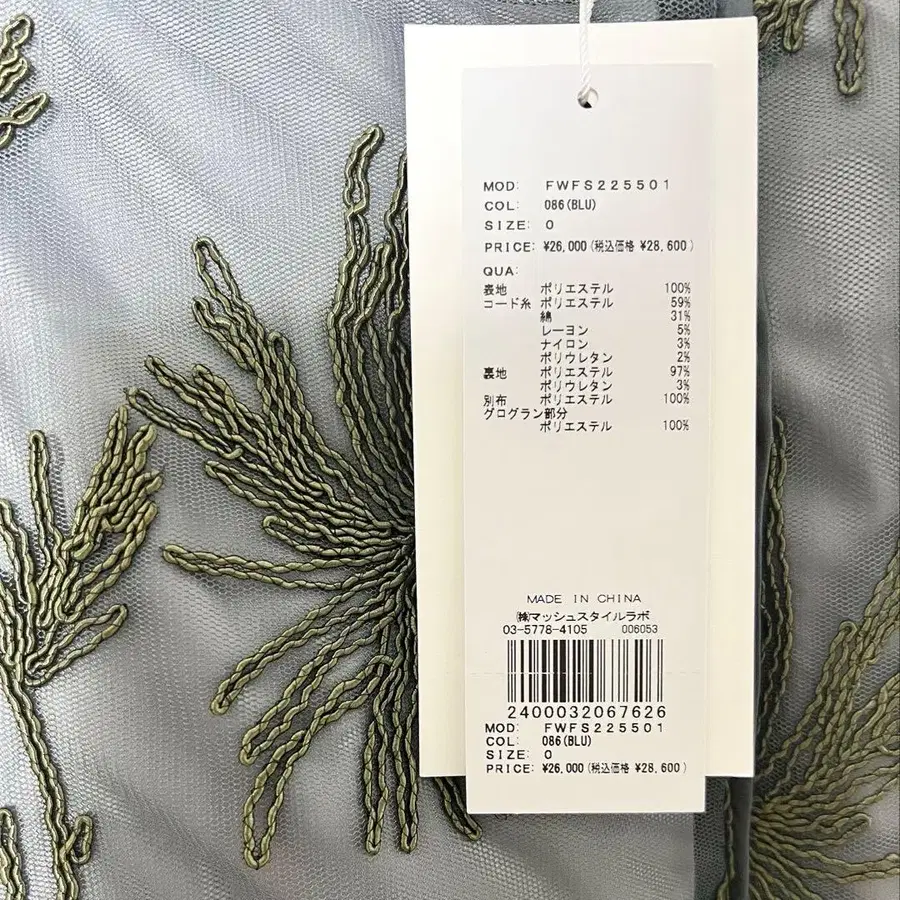 MOD: FWFS225501
COL: 086(BLU)
SIZE: 0
PRICE: ¥26,000(税込価格 ¥28,600)
QUA:
表地 ポリエステル 100%
コード糸 ポリエステル 59%
綿 31%
レーヨン 5%
ナイロン 3%
ポリウレタン 2%
裏地 ポリエステル 97%
ポリウレタン 3%
別布 ポリエステル 100%
グログラン部分
ポリエステル 100%
MADE IN CHINA
㈱マッシュスタイルラボ
03-5778-4105 006053
2400032067626
MOD: FWFS225501
COL: 086(BLU)
SIZE: 0
PRICE: ¥26,000(税込価格 ¥28,600)